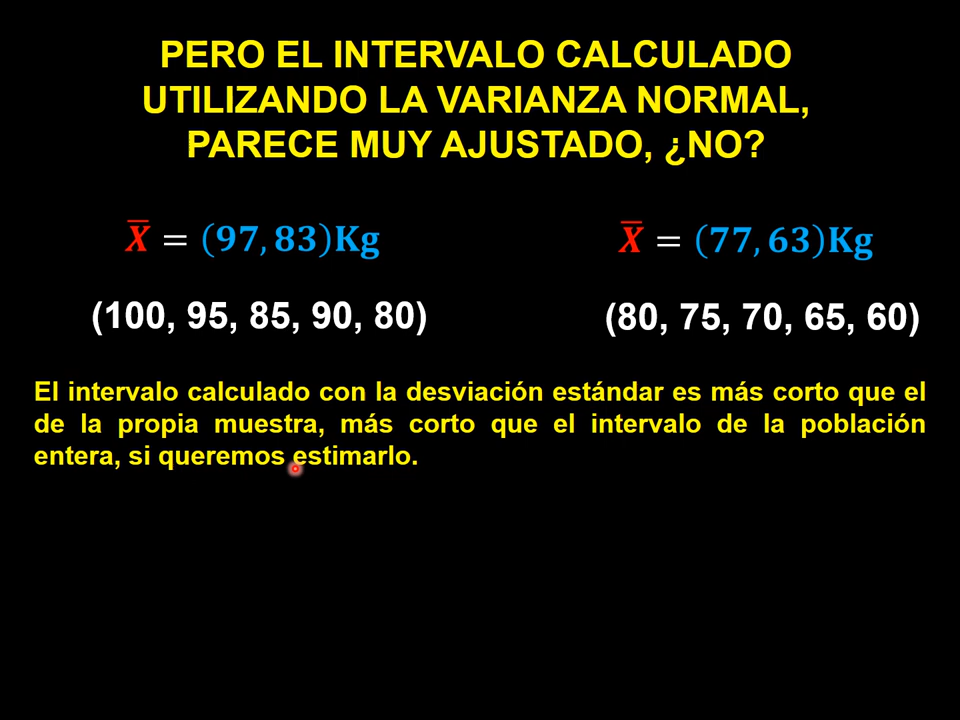 PERO EL INTERVALO CALCULADO
UTILIZANDO LA VARIANZA NORMAL,
PARECE MUY AJUSTADO, ¿NO?
X̅ = (97, 83)Kg
X̅ = (77, 63)Kg
(100, 95, 85, 90, 80)
(80, 75, 70, 65, 60)
El intervalo calculado con la desviación estándar es más corto que el
de la propia muestra, más corto que el intervalo de la población
entera, si queremos estimarlo.